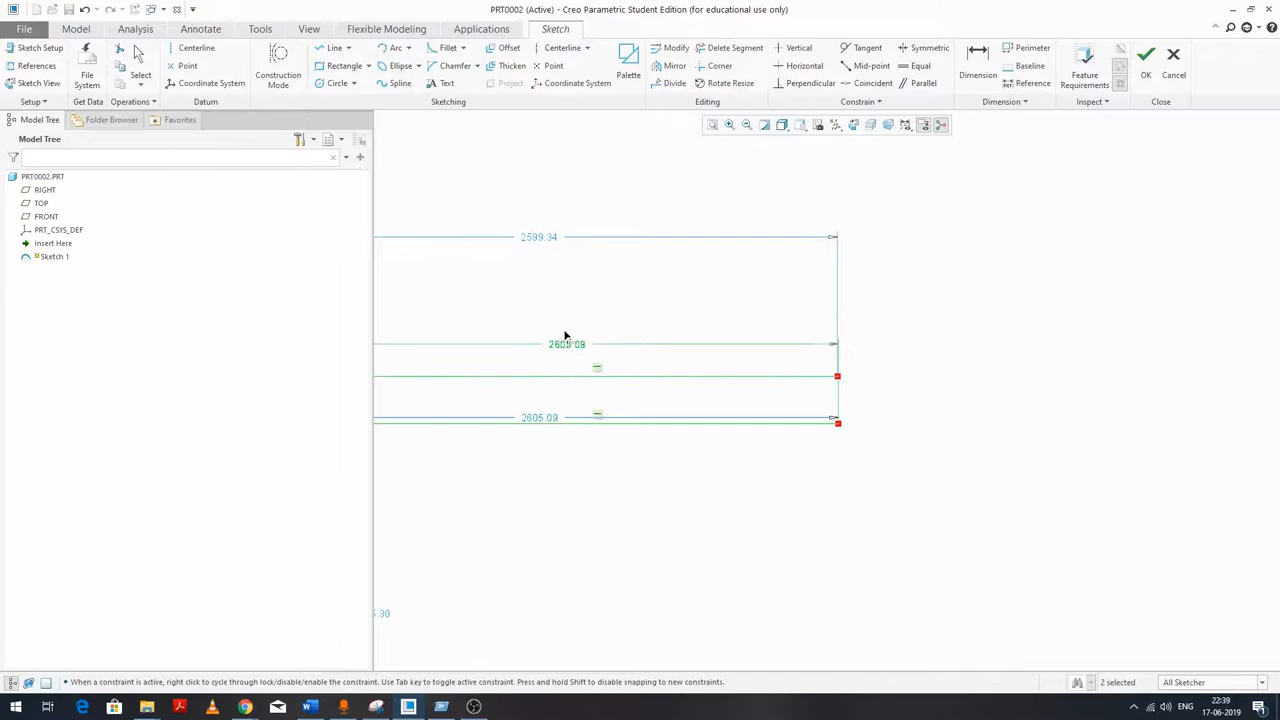 PRT0002 (Active) - Creo Parametric Student Edition (for educational use only)
File Model Analysis Annotate Tools View Flexible Modeling Applications Sketch
Sketch Setup
References
Sketch View
Setup
File System
Get Data
Select
Operations
Centerline
Point
Coordinate System
Datum
Construction Mode
Line Arc Fillet Offset Centerline
Rectangle Ellipse Chamfer Thicken Point
Circle Spline Text Project Coordinate System
Palette
Sketching
Modify Delete Segment
Mirror Corner
Divide Rotate Resize
Editing
Vertical Tangent Symmetric
Horizontal Mid-point Equal
Perpendicular Coincident Parallel
Constrain
Dimension
Perimeter
Baseline
Reference
Dimension
Feature Requirements
Inspect
OK
Cancel
Close
Model Tree Folder Browser Favorites
Model Tree
PRT0002.PRT
RIGHT
TOP
FRONT
PRT_CSYS_DEF
Insert Here
Sketch 1
2599.34
2605.09
2605.09
.30
When a constraint is active, right click to cycle through lock/disable/enable the constraint. Use Tab key to toggle active constraint. Press and hold Shift to disable snapping to new constraints.
2 selected
All Sketcher
ENG
22:39
17-06-2019